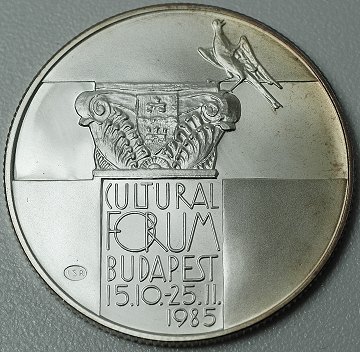 CULTURAL
FORUM
BUDAPEST
15.10.-25.11.
1985